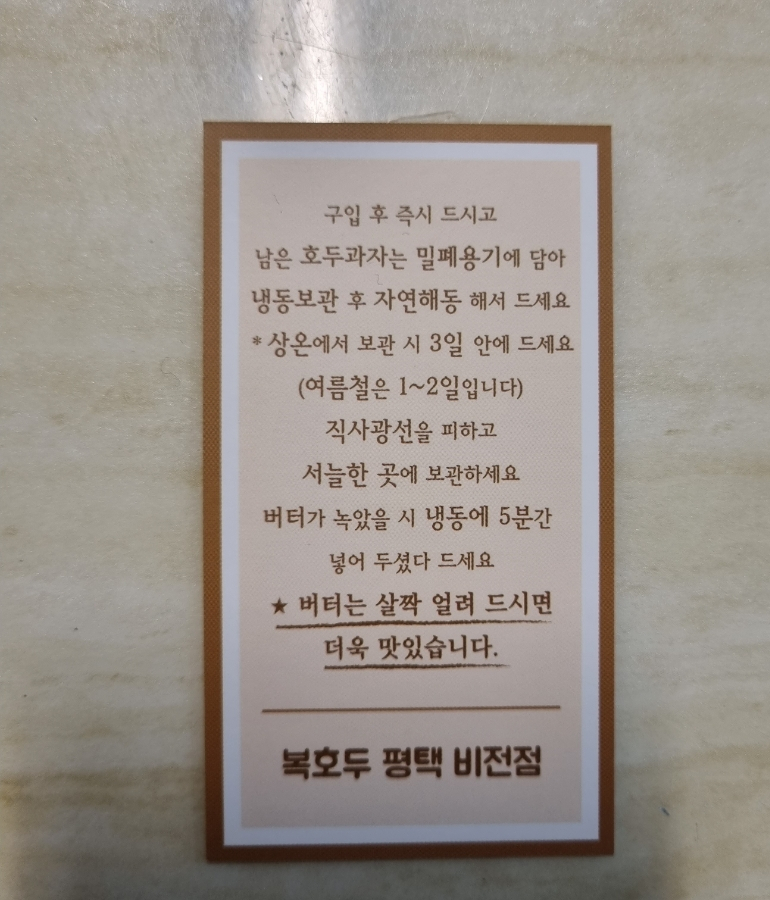 구입 후 즉시 드시고
남은 호두과자는 밀폐용기에 담아
냉동보관 후 자연해동 해서 드세요
* 상온에서 보관 시 3일 안에 드세요
(여름철은 1~2일입니다)
직사광선을 피하고
서늘한 곳에 보관하세요
버터가 녹았을 시 냉동에 5분간
넣어 두셨다 드세요
★ 버터는 살짝 얼려 드시면
더욱 맛있습니다.
복호두 평택 비전점